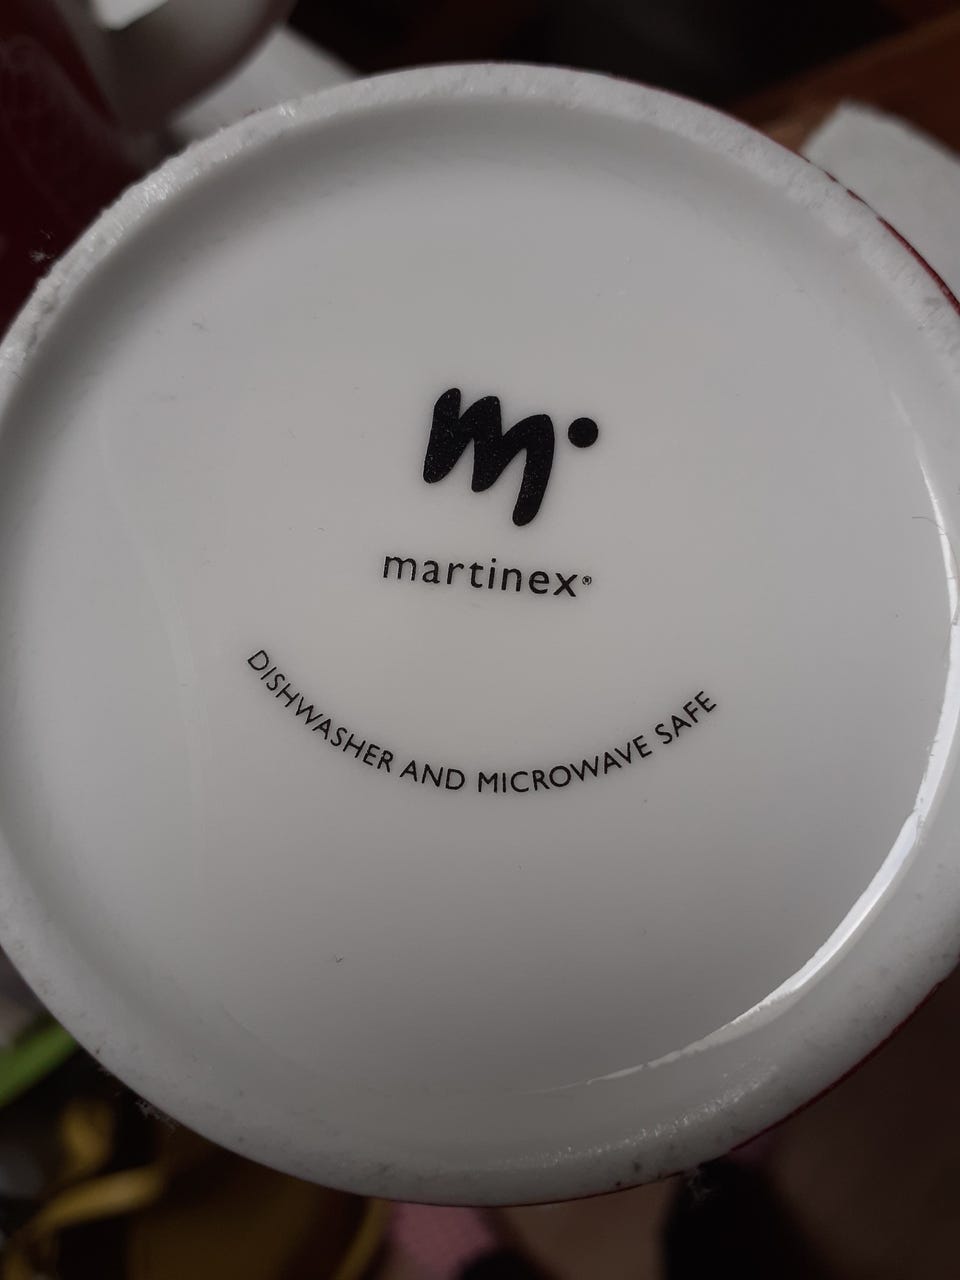 m
martinex®
DISHWASHER AND MICROWAVE SAFE